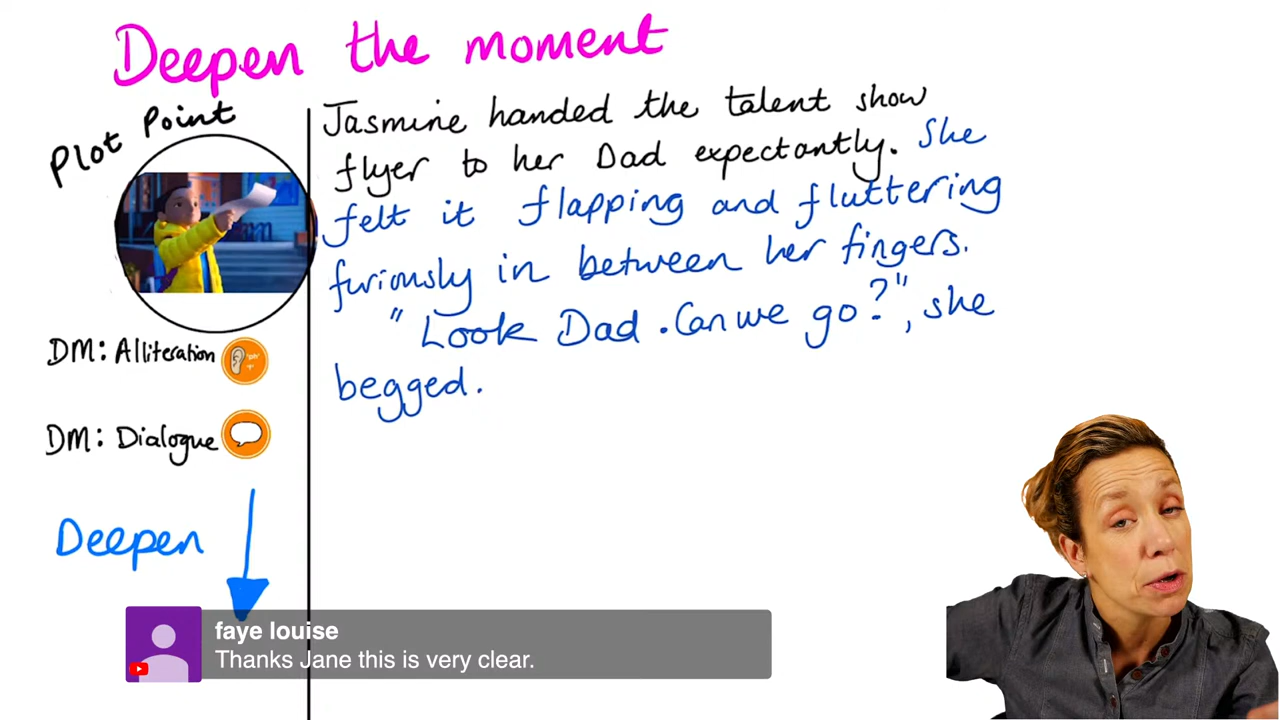 Deepen the moment
Plot Point
Jasmine handed the talent show
flyer to her Dad expectantly. She
felt it flapping and fluttering
furiously in between her fingers.
"Look Dad. Can we go?", she
begged.
DM: Alliteration
DM: Dialogue
Deepen
faye louise
Thanks Jane this is very clear.